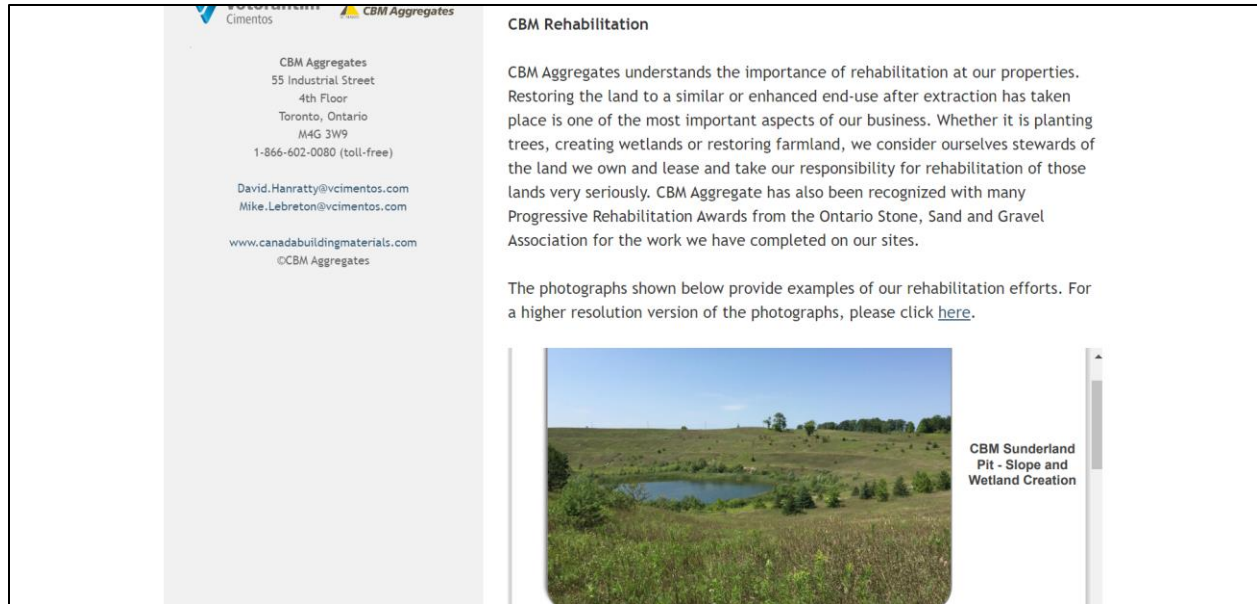 Votorantim
Cimentos
CBM Aggregates
CBM Aggregates
55 Industrial Street
4th Floor
Toronto, Ontario
M4G 3W9
1-866-602-0080 (toll-free)
David.Hanratty@vcimentos.com
Mike.Lebreton@vcimentos.com
www.canadabuildingmaterials.com
©CBM Aggregates
CBM Rehabilitation
CBM Aggregates understands the importance of rehabilitation at our properties.
Restoring the land to a similar or enhanced end-use after extraction has taken
place is one of the most important aspects of our business. Whether it is planting
trees, creating wetlands or restoring farmland, we consider ourselves stewards of
the land we own and lease and take our responsibility for rehabilitation of those
lands very seriously. CBM Aggregate has also been recognized with many
Progressive Rehabilitation Awards from the Ontario Stone, Sand and Gravel
Association for the work we have completed on our sites.
The photographs shown below provide examples of our rehabilitation efforts. For
a higher resolution version of the photographs, please click here.
CBM Sunderland
Pit - Slope and
Wetland Creation